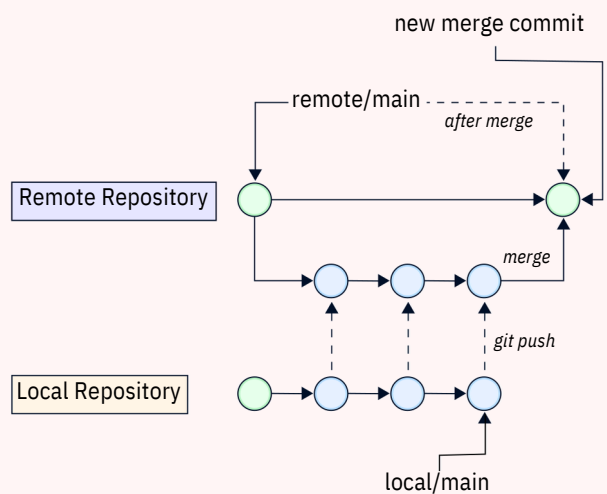 new merge commit
remote/main
after merge
Remote Repository
merge
git push
Local Repository
local/main